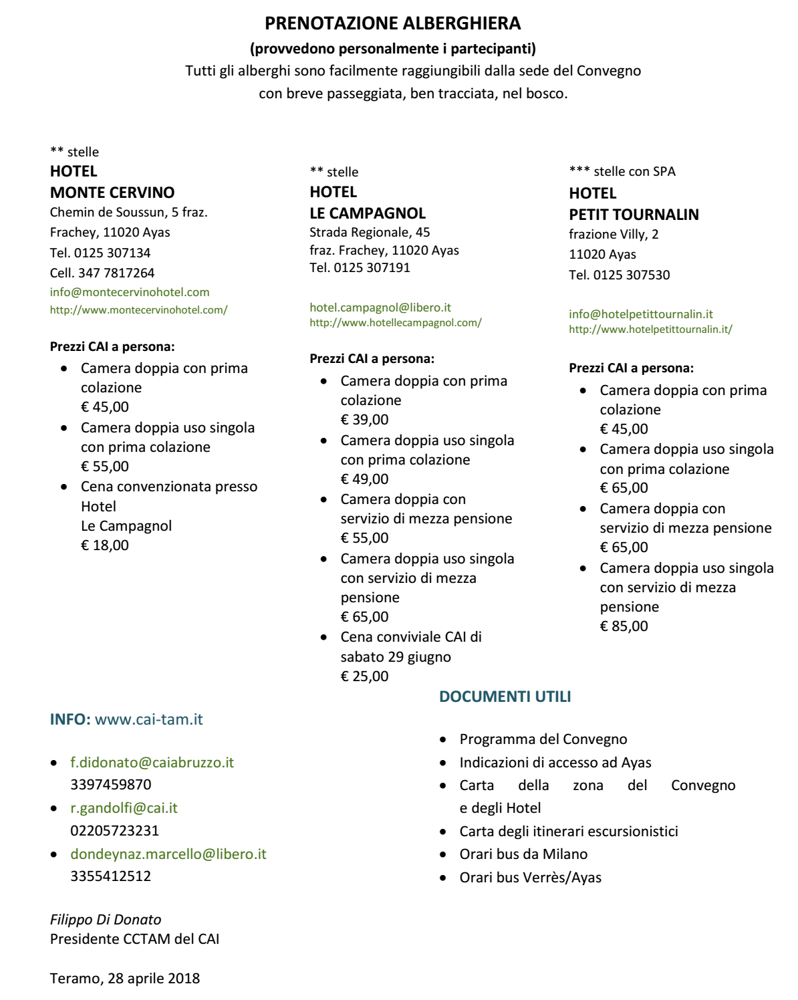 PRENOTAZIONE ALBERGHIERA
(provvedono personalmente i partecipanti)
Tutti gli alberghi sono facilmente raggiungibili dalla sede del Convegno
con breve passeggiata, ben tracciata, nel bosco.
** stelle
HOTEL
MONTE CERVINO
Chemin de Soussun, 5 fraz.
Frachey, 11020 Ayas
Tel. 0125 307134
Cell. 347 7817264
info@montecervinohotel.com
http://www.montecervinohotel.com/
Prezzi CAI a persona:
• Camera doppia con prima
colazione
€ 45,00
• Camera doppia uso singola
con prima colazione
€ 55,00
• Cena convenzionata presso
Hotel
Le Campagnol
€ 18,00
** stelle
HOTEL
LE CAMPAGNOL
Strada Regionale, 45
fraz. Frachey, 11020 Ayas
Tel. 0125 307191
hotel.campagnol@libero.it
http://www.hotellecampagnol.com/
Prezzi CAI a persona:
• Camera doppia con prima
colazione
€ 39,00
• Camera doppia uso singola
con prima colazione
€ 49,00
• Camera doppia con
servizio di mezza pensione
€ 55,00
• Camera doppia uso singola
con servizio di mezza
pensione
€ 65,00
• Cena conviviale CAI di
sabato 29 giugno
€ 25,00
*** stelle con SPA
HOTEL
PETIT TOURNALIN
frazione Villy, 2
11020 Ayas
Tel. 0125 307530
info@hotelpetittournalin.it
http://www.hotelpetittournalin.it/
Prezzi CAI a persona:
• Camera doppia con prima
colazione
€ 45,00
• Camera doppia uso singola
con prima colazione
€ 65,00
• Camera doppia con
servizio di mezza pensione
€ 65,00
• Camera doppia uso singola
con servizio di mezza
pensione
€ 85,00
INFO: www.cai-tam.it
• f.didonato@caiabruzzo.it
3397459870
• r.gandolfi@cai.it
02205723231
• dondeynaz.marcello@libero.it
3355412512
DOCUMENTI UTILI
• Programma del Convegno
• Indicazioni di accesso ad Ayas
• Carta della zona del Convegno
e degli Hotel
• Carta degli itinerari escursionistici
• Orari bus da Milano
• Orari bus Verrès/Ayas
Filippo Di Donato
Presidente CCTAM del CAI
Teramo, 28 aprile 2018